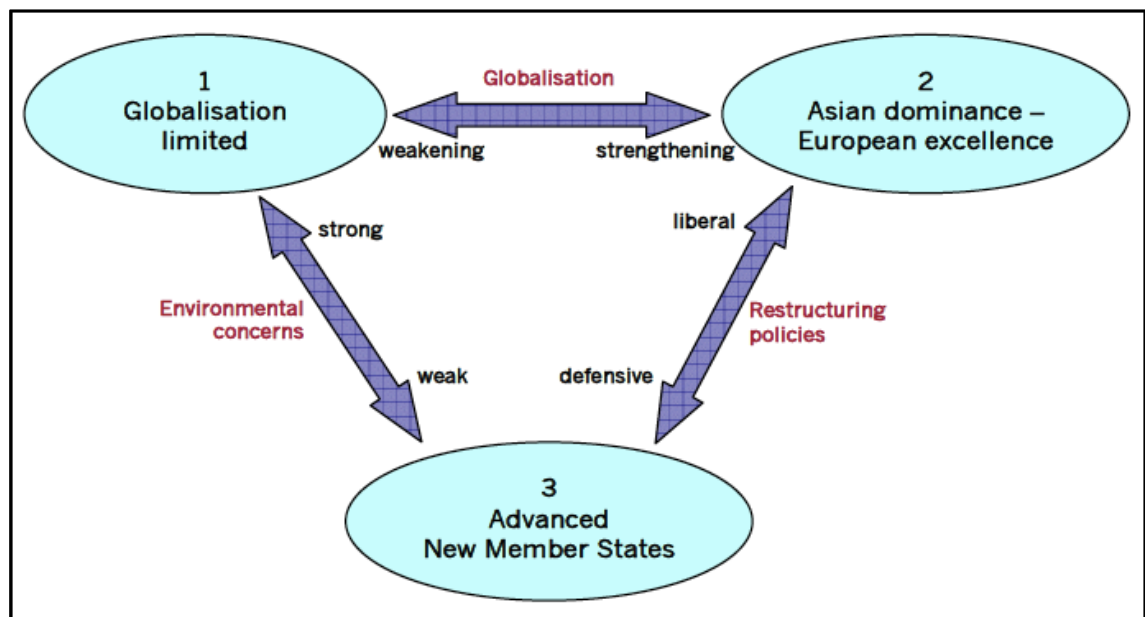 1
Globalisation
limited
Globalisation
weakening
strengthening
2
Asian dominance –
European excellence
strong
liberal
Environmental
concerns
Restructuring
policies
weak
defensive
3
Advanced
New Member States